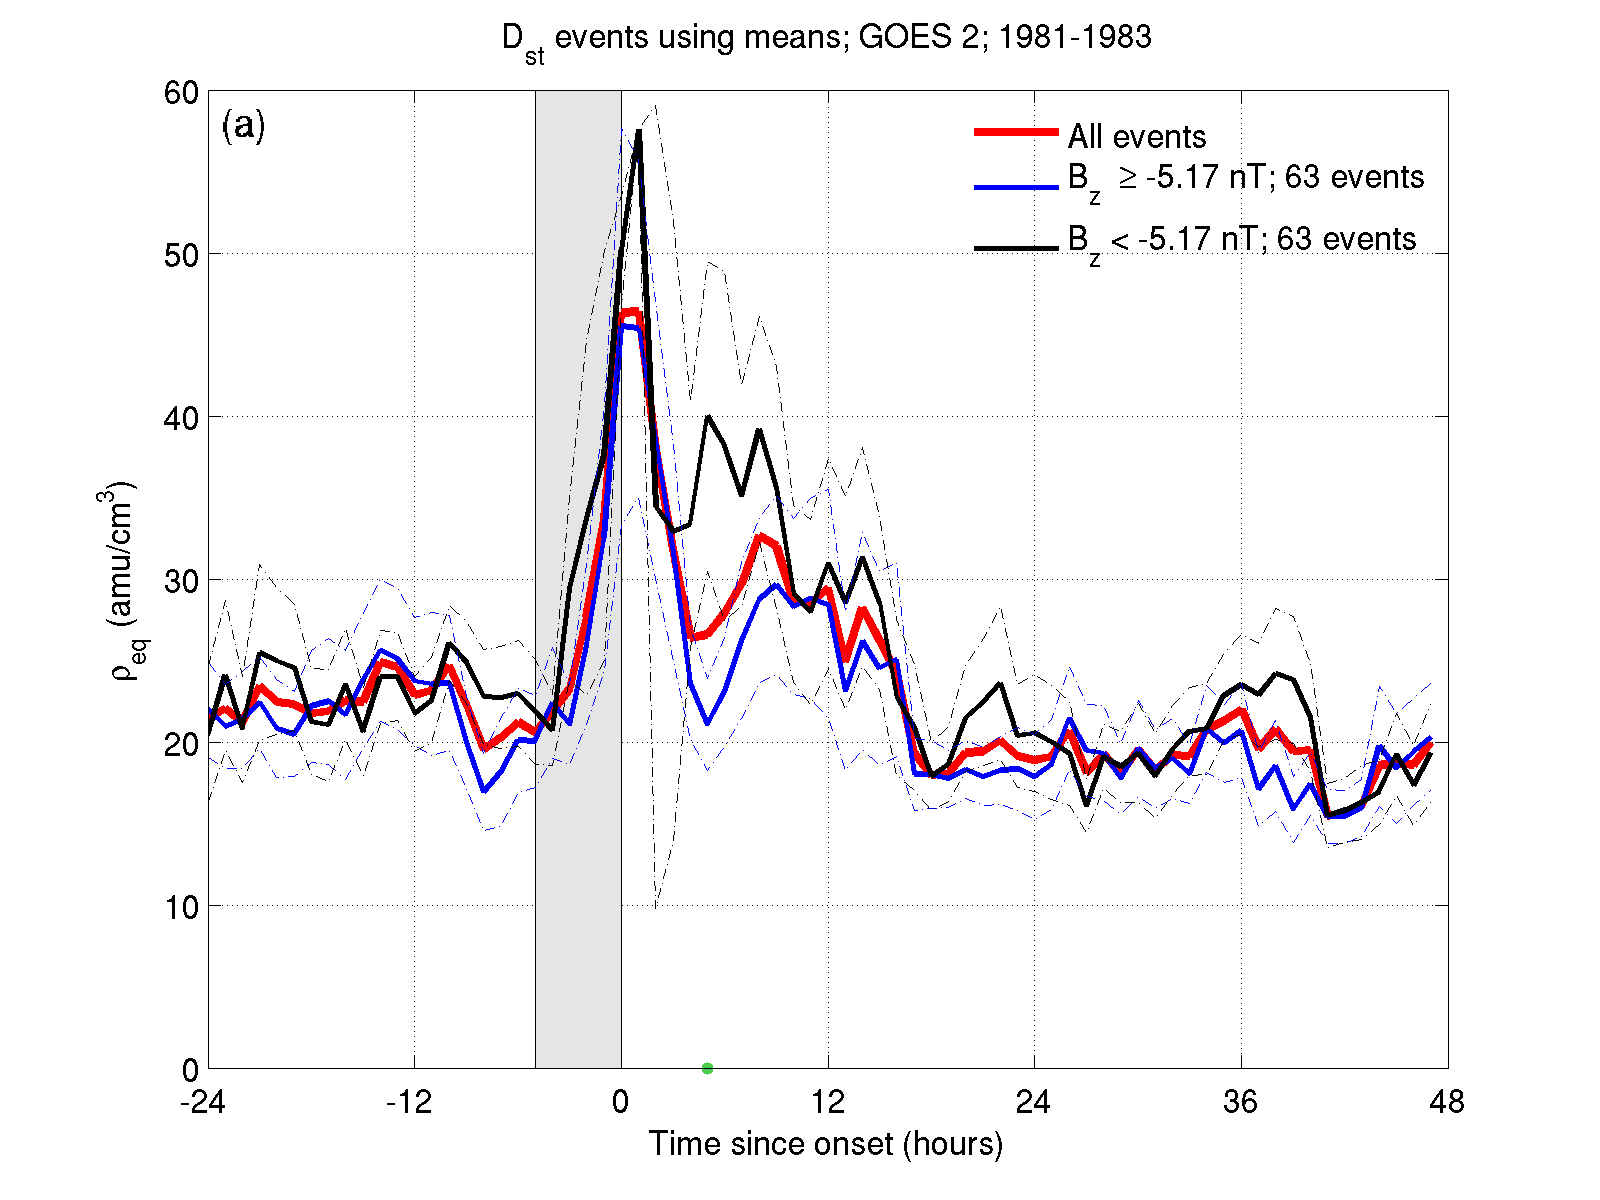 Dst events using means; GOES 2; 1981-1983
(a)
All events
Bz ≥ -5.17 nT; 63 events
Bz < -5.17 nT; 63 events
60
50
40
30
20
10
0
ρeq (amu/cm³)
-24 -12 0 12 24 36 48
Time since onset (hours)